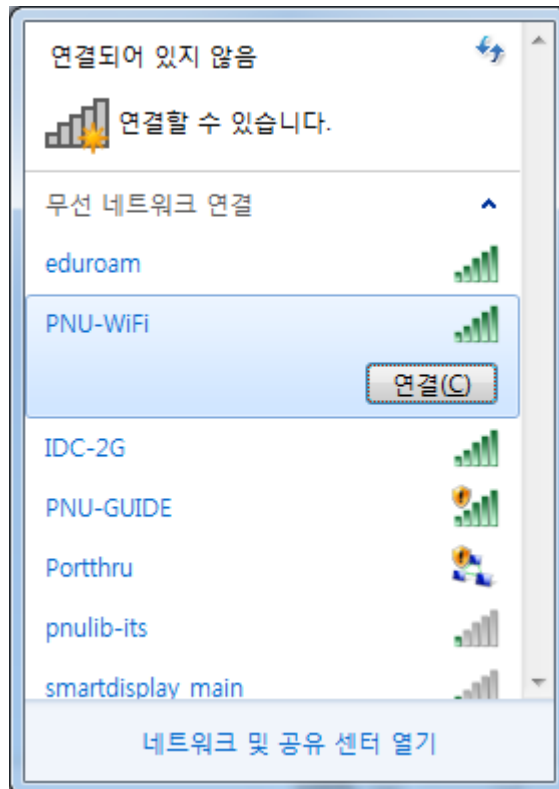 연결되어 있지 않음
연결할 수 있습니다.
무선 네트워크 연결
eduroam
PNU-WiFi
연결(C)
IDC-2G
PNU-GUIDE
Portthru
pnulib-its
smartdisplay_main
네트워크 및 공유 센터 열기